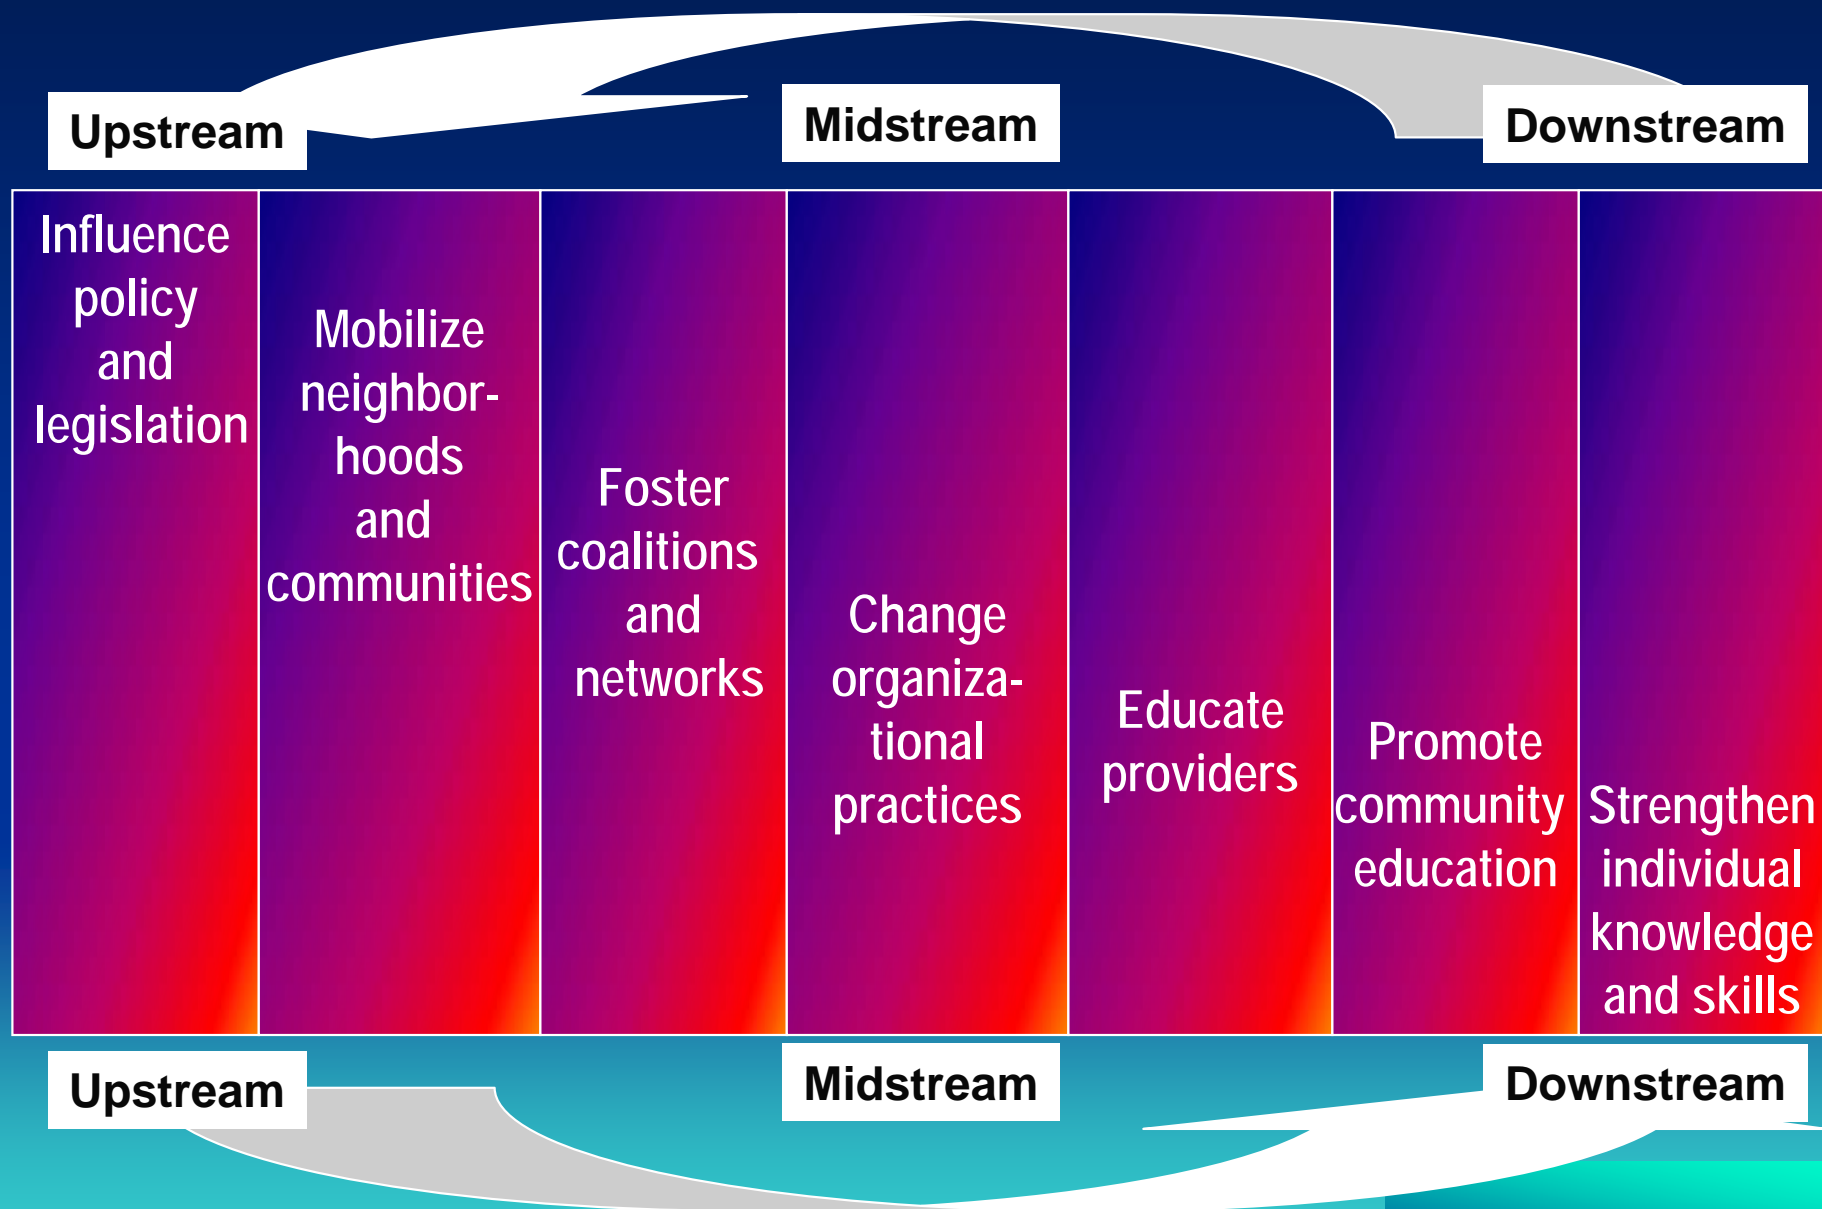 Upstream
Midstream
Downstream
Influence
policy
and
legislation
Mobilize
neighbor-
hoods
and
communities
Foster
coalitions
and
networks
Change
organiza-
tional
practices
Educate
providers
Promote
community
education
Strengthen
individual
knowledge
and skills
Upstream
Midstream
Downstream